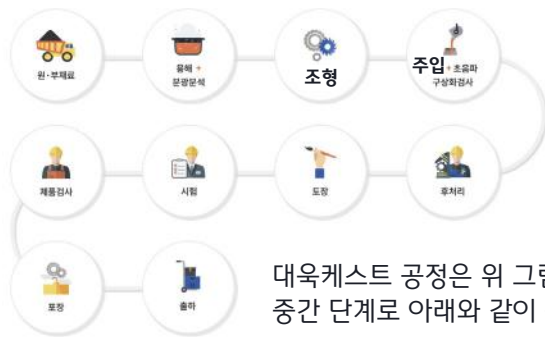 원·부재료
용해 +
분광분석
조형
주입 + 초음파
구상화검사
제품검사
시험
도장
후처리
포장
출하
대욱케스트 공정은 위 그림
중간 단계로 아래와 같이